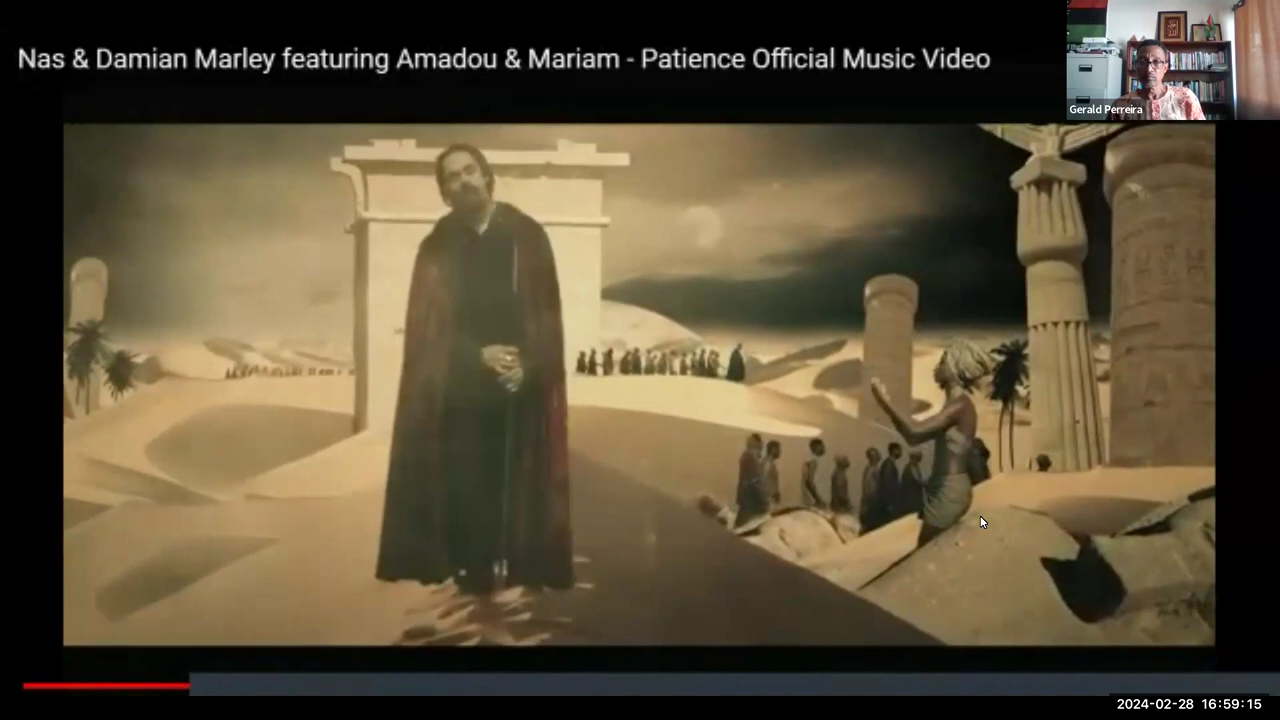 Nas & Damian Marley featuring Amadou & Mariam - Patience Official Music Video
Gerald Perreira
2024-02-28 16:59:15